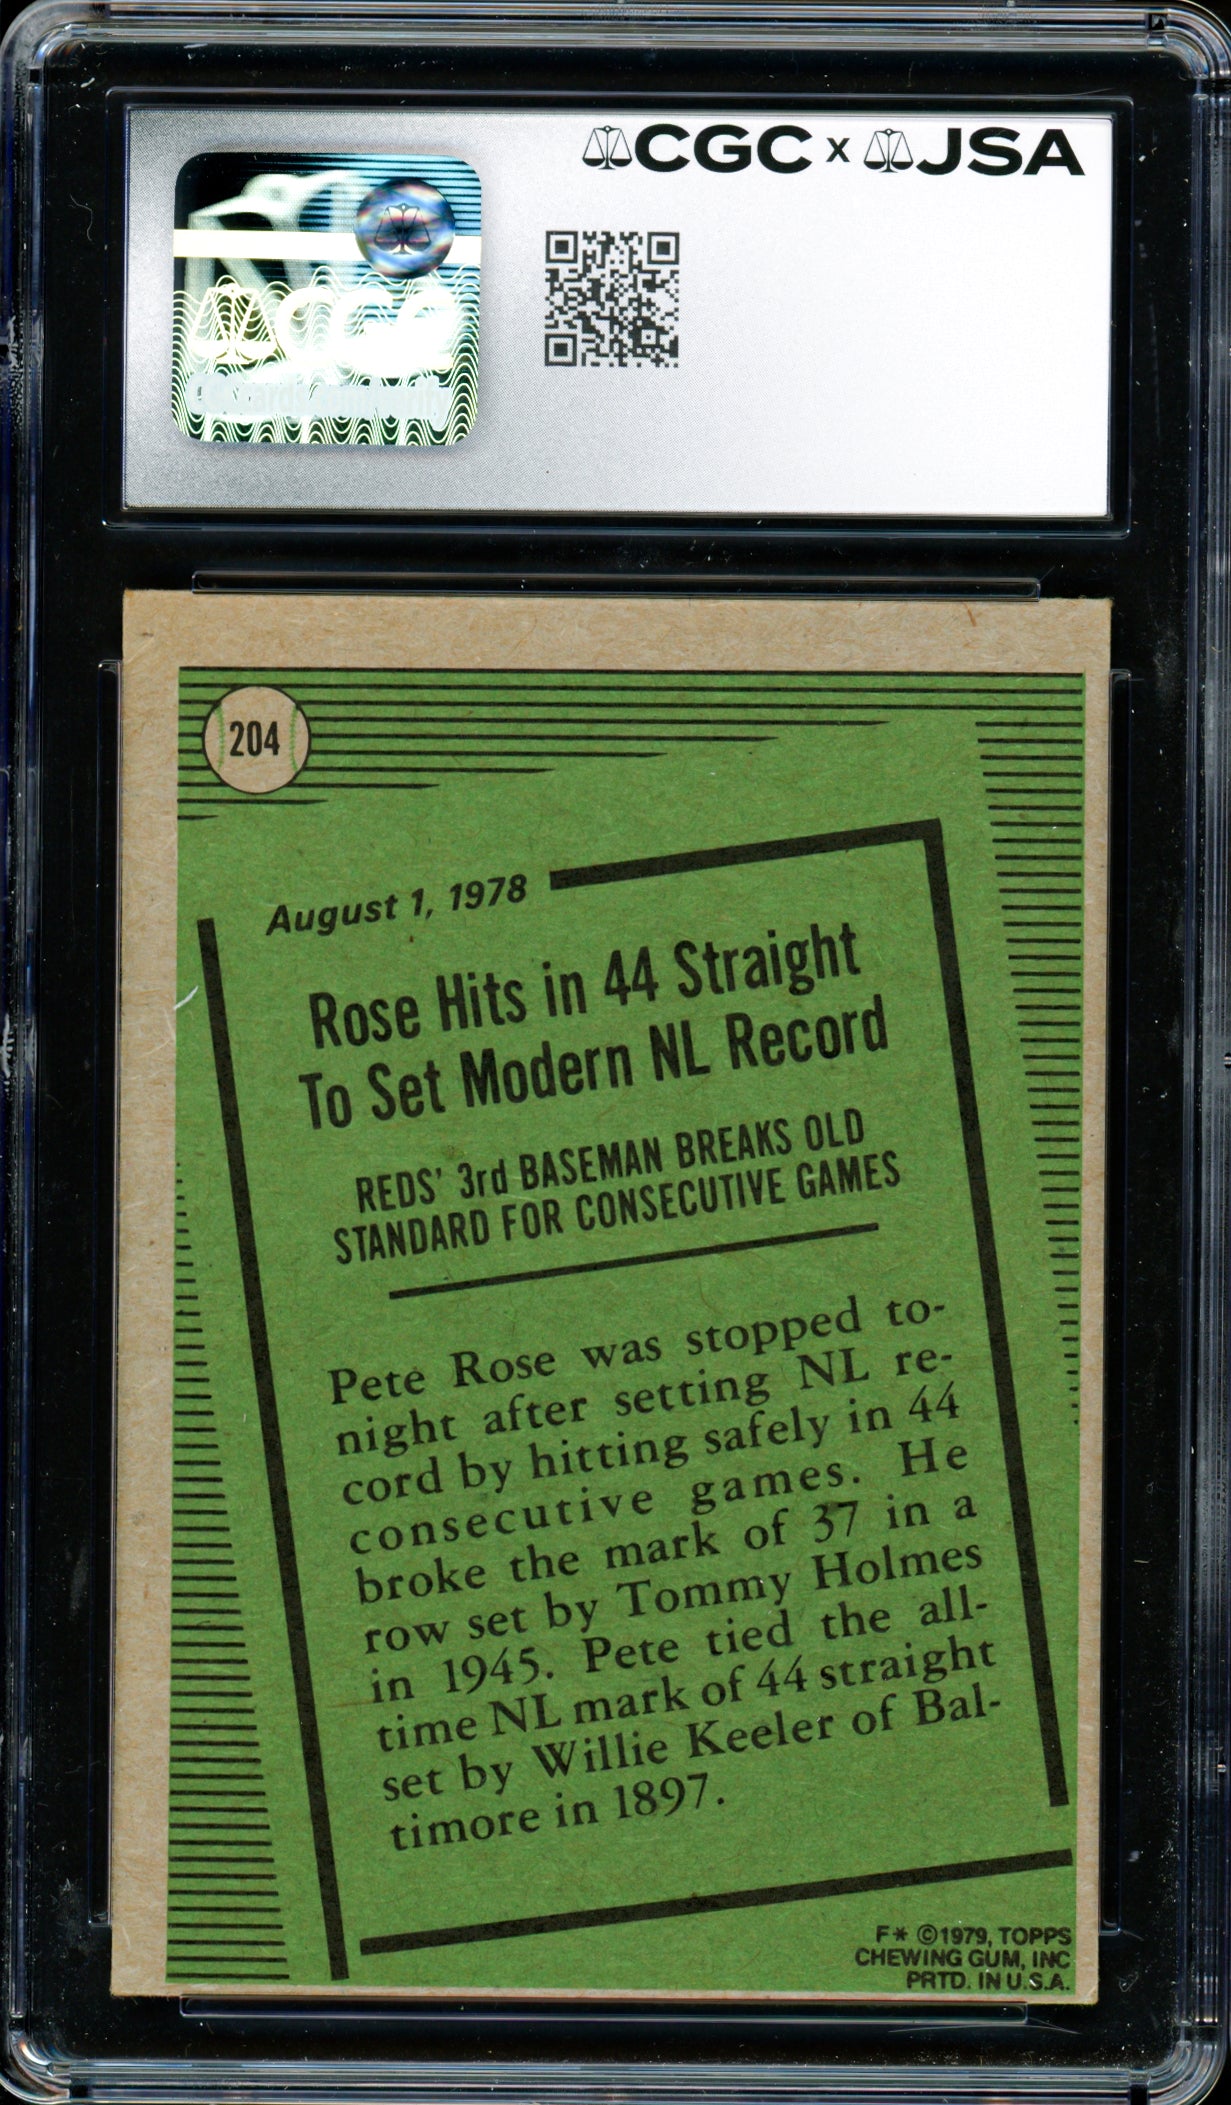 CGC x JSA
CGC
204
August 1, 1978
Rose Hits in 44 Straight
To Set Modern NL Record
REDS' 3rd BASEMAN BREAKS OLD
STANDARD FOR CONSECUTIVE GAMES
Pete Rose was stopped to-
night after setting NL re-
cord by hitting safely in 44
consecutive games. He
broke the mark of 37 in a
row set by Tommy Holmes
in 1945. Pete tied the all-
time NL mark of 44 straight
set by Willie Keeler of Bal-
timore in 1897.
F* ©1979, TOPPS
CHEWING GUM, INC
PRTD. IN U.S.A.